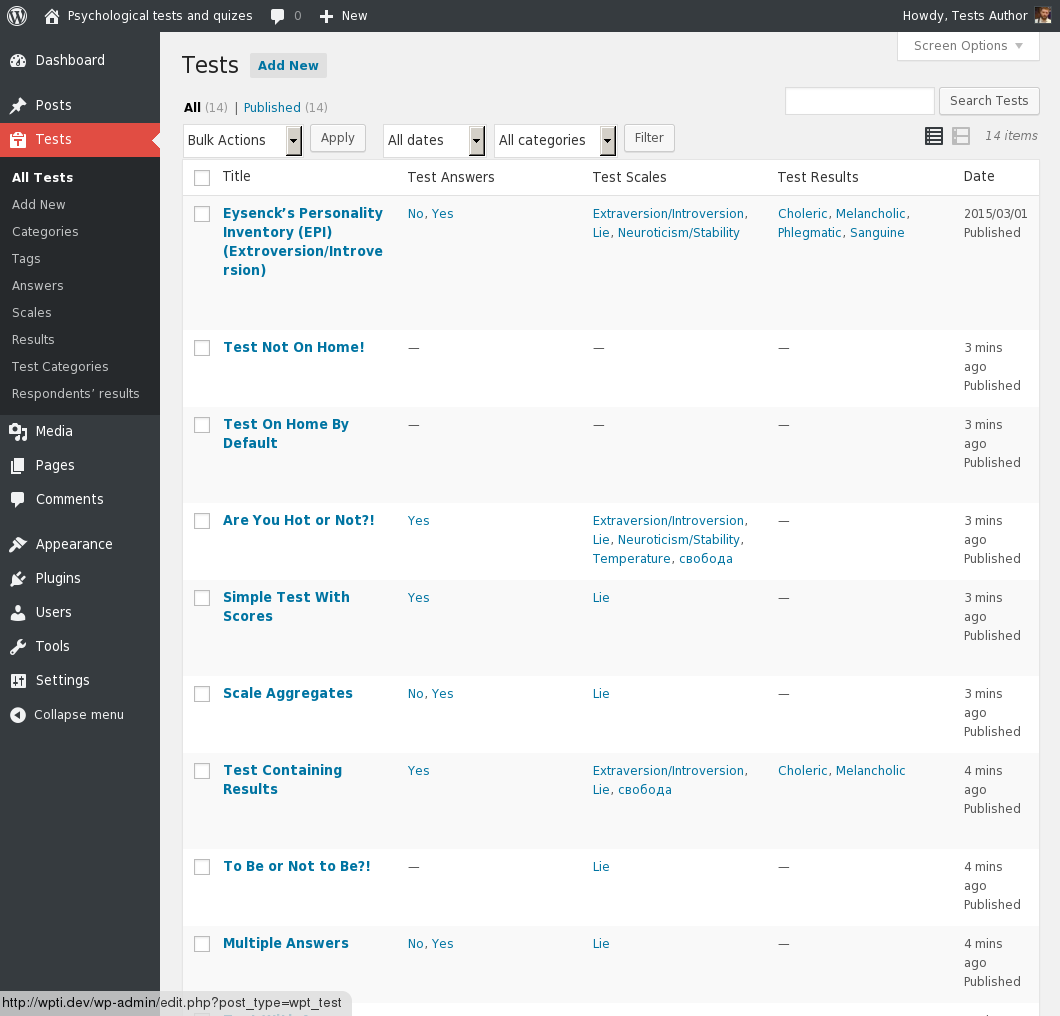 Psychological tests and quizes 0 New Howdy, Tests Author
Screen Options
Dashboard
Posts
Tests
All Tests
Add New
Categories
Tags
Answers
Scales
Results
Test Categories
Respondents’ results
Media
Pages
Comments
Appearance
Plugins
Users
Tools
Settings
Collapse menu
Tests Add New
All (14) | Published (14)
Search Tests
Bulk Actions Apply All dates All categories Filter 14 items
Title Test Answers Test Scales Test Results Date
Eysenck’s Personality No, Yes Extraversion/Introversion, Choleric, Melancholic, 2015/03/01
Inventory (EPI) Lie, Neuroticism/Stability Phlegmatic, Sanguine Published
(Extroversion/Introve
rsion)
Test Not On Home! — — — 3 mins
ago
Published
Test On Home By — — — 3 mins
Default ago
Published
Are You Hot or Not?! Yes Extraversion/Introversion, — 3 mins
Lie, Neuroticism/Stability, ago
Temperature, свобода Published
Simple Test With Yes Lie — 3 mins
Scores ago
Published
Scale Aggregates No, Yes Lie — 3 mins
ago
Published
Test Containing Yes Extraversion/Introversion, Choleric, Melancholic 4 mins
Results Lie, свобода ago
Published
To Be or Not to Be?! — Lie — 4 mins
ago
Published
Multiple Answers No, Yes Lie — 4 mins
ago
Published
http://wpti.dev/wp-admin/edit.php?post_type=wpt_test